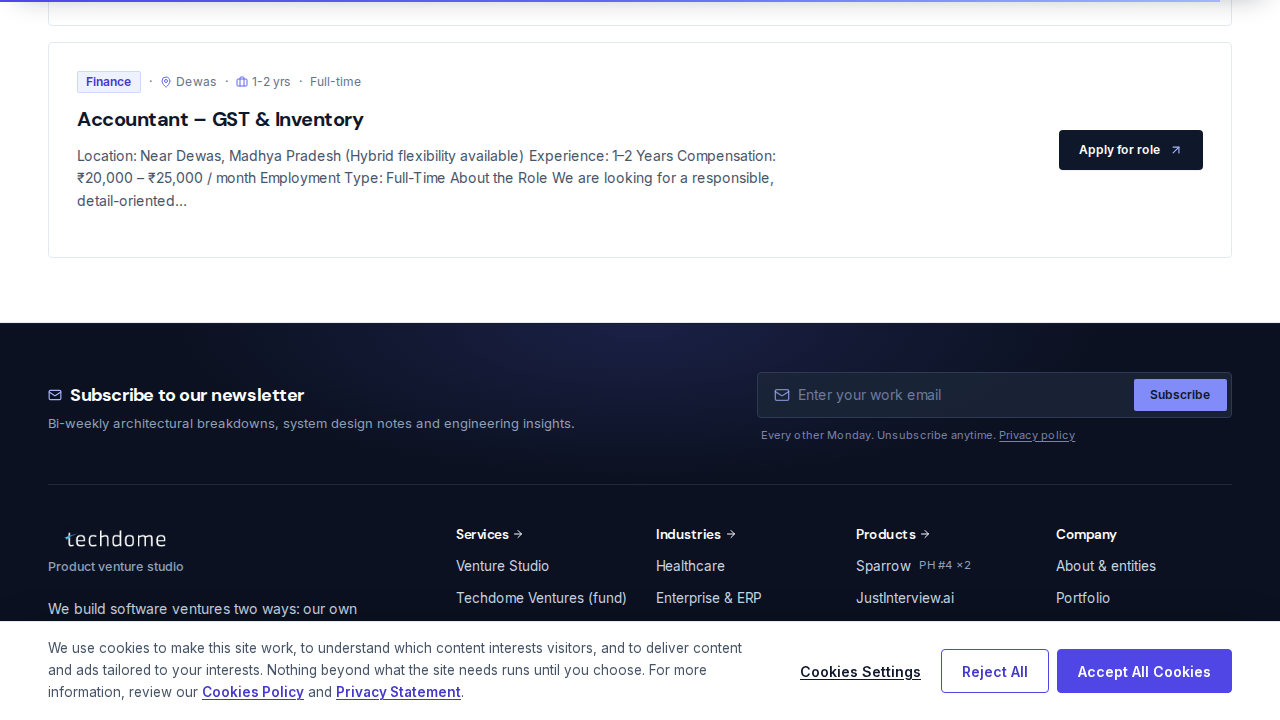 Finance · Dewas · 1-2 yrs · Full-time
Accountant – GST & Inventory
Location: Near Dewas, Madhya Pradesh (Hybrid flexibility available) Experience: 1–2 Years Compensation:
₹20,000 – ₹25,000 / month Employment Type: Full-Time About the Role We are looking for a responsible,
detail-oriented...
Apply for role
Subscribe to our newsletter
Bi-weekly architectural breakdowns, system design notes and engineering insights.
Enter your work email
Subscribe
Every other Monday. Unsubscribe anytime. Privacy policy
techdome
Product venture studio
We build software ventures two ways: our own
Services →
Venture Studio
Techdome Ventures (fund)
Industries →
Healthcare
Enterprise & ERP
Products →
Sparrow PH #4 ×2
JustInterview.ai
Company
About & entities
Portfolio
We use cookies to make this site work, to understand which content interests visitors, and to deliver content
and ads tailored to your interests. Nothing beyond what the site needs runs until you choose. For more
information, review our Cookies Policy and Privacy Statement.
Cookies Settings
Reject All
Accept All Cookies